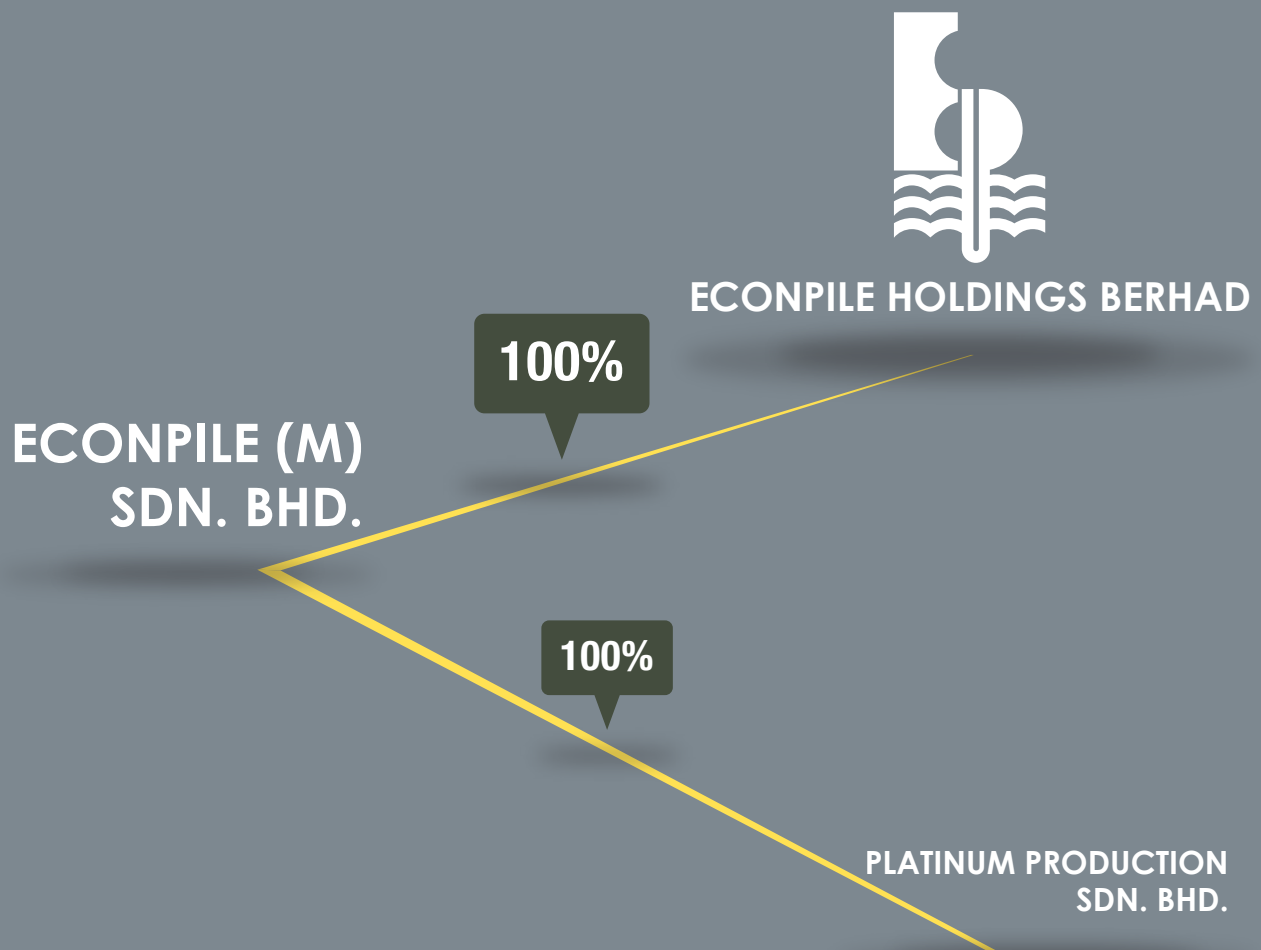 ECONPILE HOLDINGS BERHAD
100%
ECONPILE (M)
SDN. BHD.
100%
PLATINUM PRODUCTION
SDN. BHD.